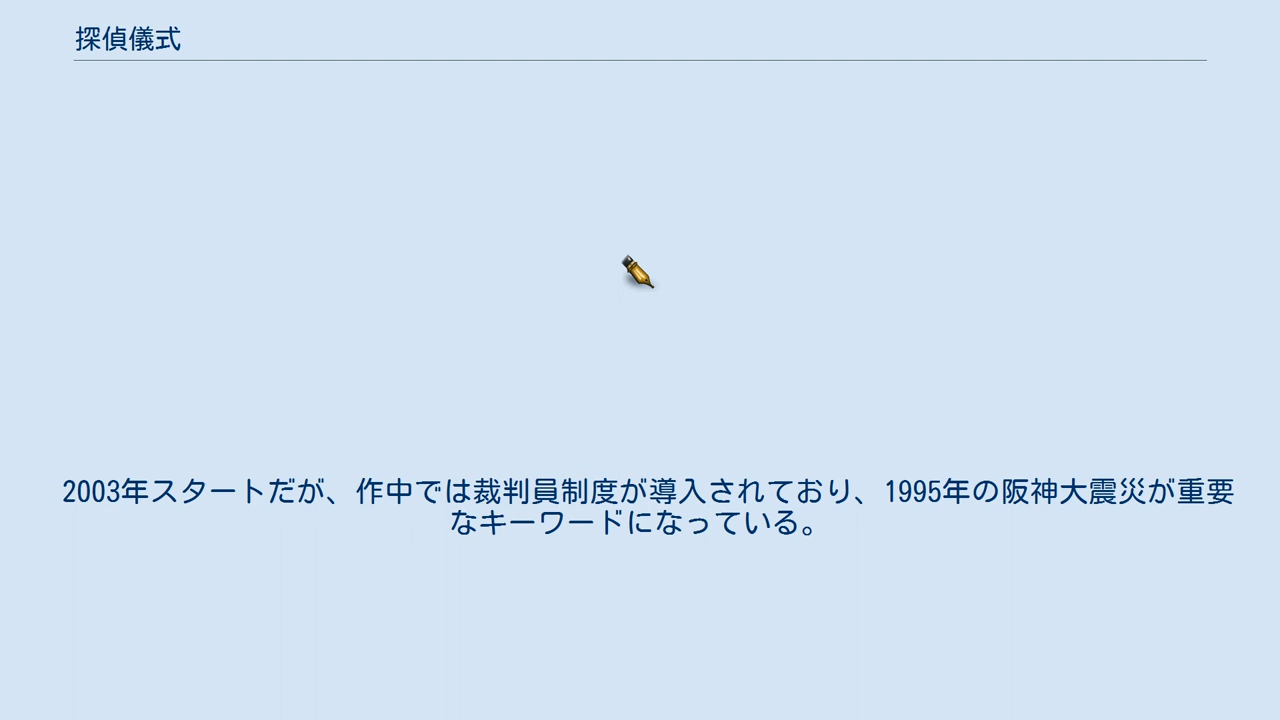 探偵儀式
2003年スタートだが、作中では裁判員制度が導入されており、1995年の阪神大震災が重要
なキーワードになっている。